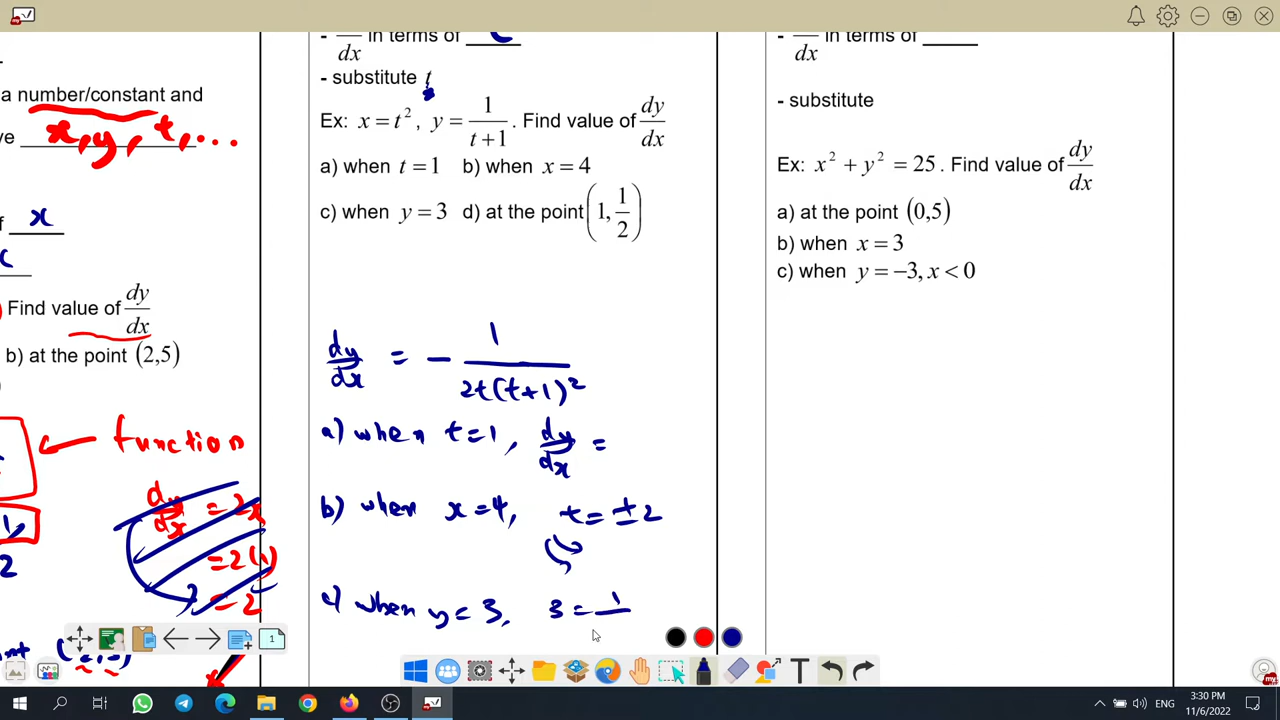 a number/constant and
ve x, y, t, ...
of x
Find value of dy/dx
b) at the point (2,5)
← function
dy/dx = 2x
= 2(1)
= 2
dy/dx in terms of t
- substitute t
Ex: x = t², y = 1/(t+1). Find value of dy/dx
a) when t = 1 b) when x = 4
c) when y = 3 d) at the point (1, 1/2)
dy/dx = - 1/(2t(t+1)²)
a) when t=1, dy/dx =
b) when x=4, t = ±2
c) when y = 3, 3 = 1/
- dy/dx in terms of ____
- substitute
Ex: x² + y² = 25. Find value of dy/dx
a) at the point (0,5)
b) when x = 3
c) when y = −3, x < 0
1
ENG
3:30 PM
11/6/2022